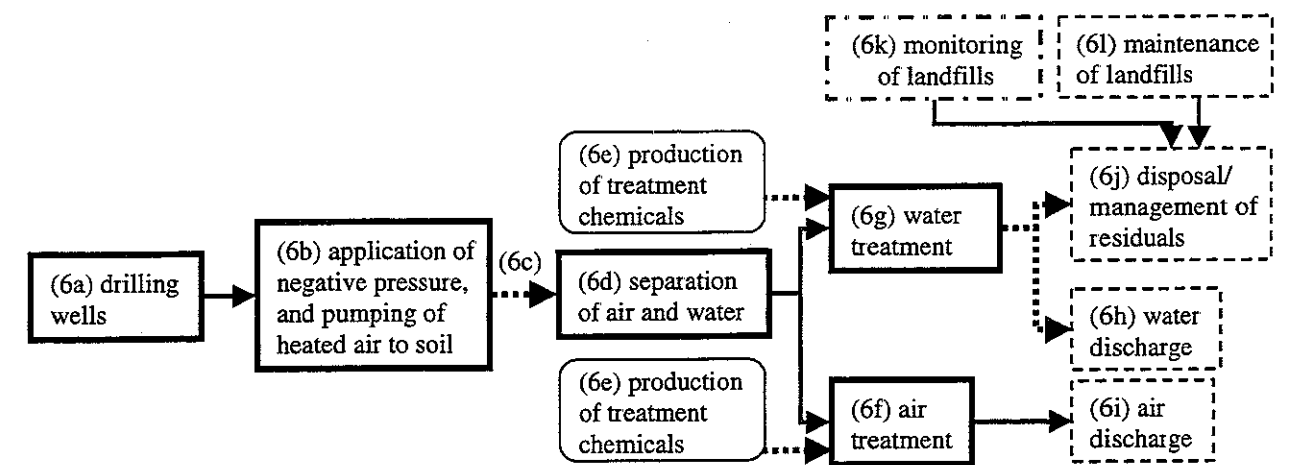 (6k) monitoring
of landfills
(6l) maintenance
of landfills
(6e) production
of treatment
chemicals
(6j) disposal/
management of
residuals
(6g) water
treatment
(6b) application of
negative pressure,
and pumping of
heated air to soil
(6c)
(6a) drilling
wells
(6d) separation
of air and water
(6h) water
discharge
(6e) production
of treatment
chemicals
(6f) air
treatment
(6i) air
discharge